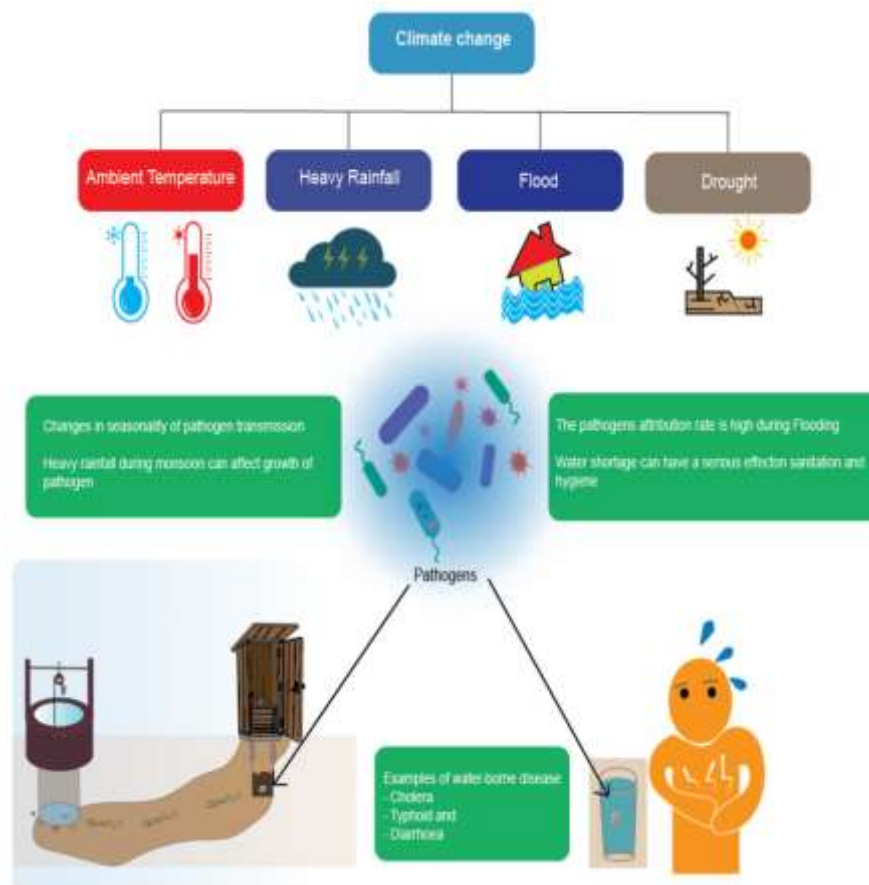 Climate change
Ambient Temperature
Heavy Rainfall
Flood
Drought
Changes in seasonality of pathogen transmission
Heavy rainfall during monsoon can affect growth of
pathogen
The pathogens attribution rate is high during Flooding
Water shortage can have a serious effecton sanitation and
hygiene
Pathogens
Examples of water-borne disease
- Cholera
- Typhoid and
- Diarrhoea